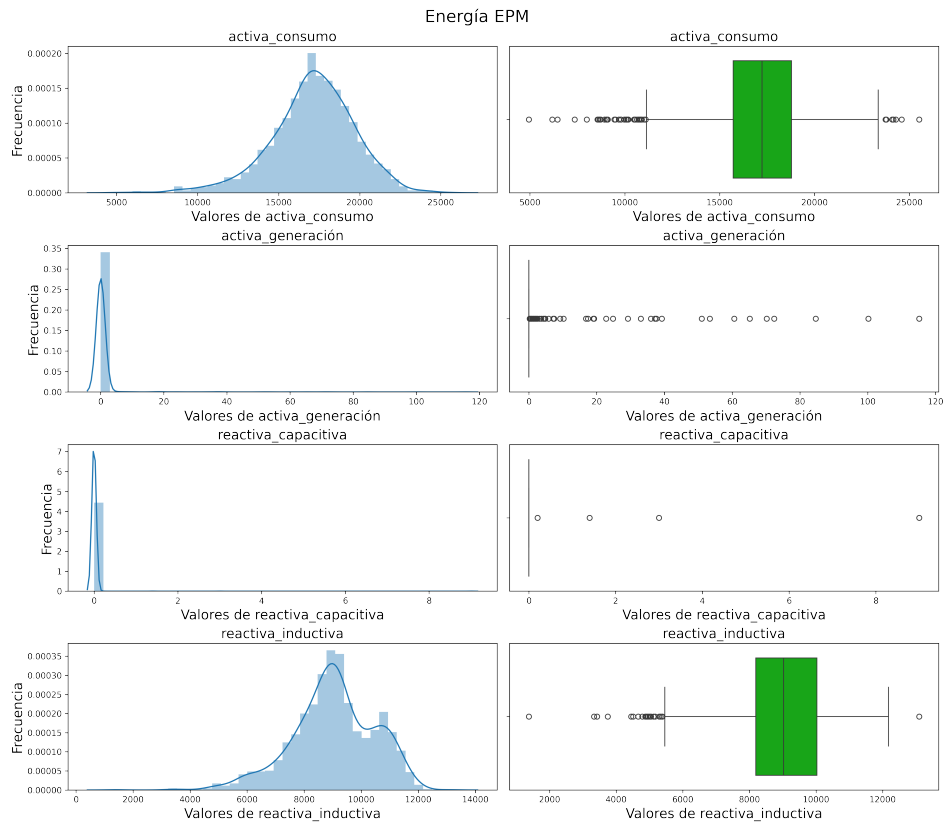 Energía EPM
activa_consumo
0.00020
0.00015
0.00010
0.00005
0.00000
Frecuencia
5000 10000 15000 20000 25000
Valores de activa_consumo
activa_consumo
5000 10000 15000 20000 25000
Valores de activa_consumo
activa_generación
0.35
0.30
0.25
0.20
0.15
0.10
0.05
0.00
Frecuencia
0 20 40 60 80 100 120
Valores de activa_generación
activa_generación
0 20 40 60 80 100 120
Valores de activa_generación
reactiva_capacitiva
7
6
5
4
3
2
1
0
Frecuencia
0 2 4 6 8
Valores de reactiva_capacitiva
reactiva_capacitiva
0 2 4 6 8
Valores de reactiva_capacitiva
reactiva_inductiva
0.00035
0.00030
0.00025
0.00020
0.00015
0.00010
0.00005
0.00000
Frecuencia
0 2000 4000 6000 8000 10000 12000 14000
Valores de reactiva_inductiva
reactiva_inductiva
2000 4000 6000 8000 10000 12000
Valores de reactiva_inductiva